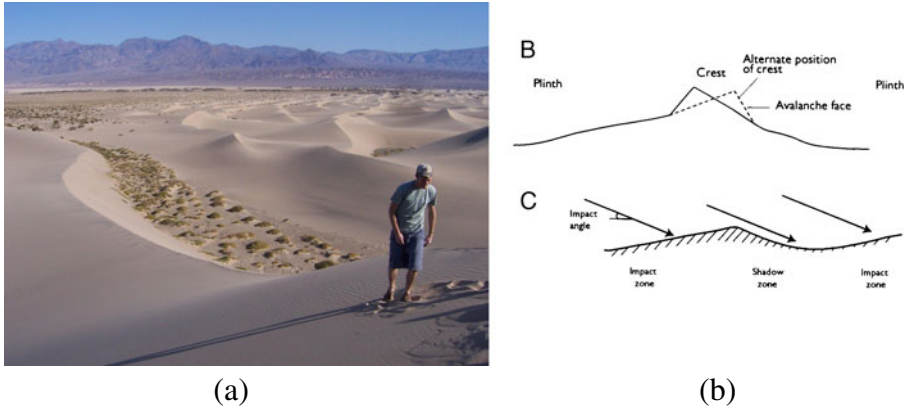 B
Plinth
Crest
Alternate position
of crest
Avalanche face
Plinth
C
Impact
angle
Impact
zone
Shadow
zone
Impact
zone
(a)
(b)